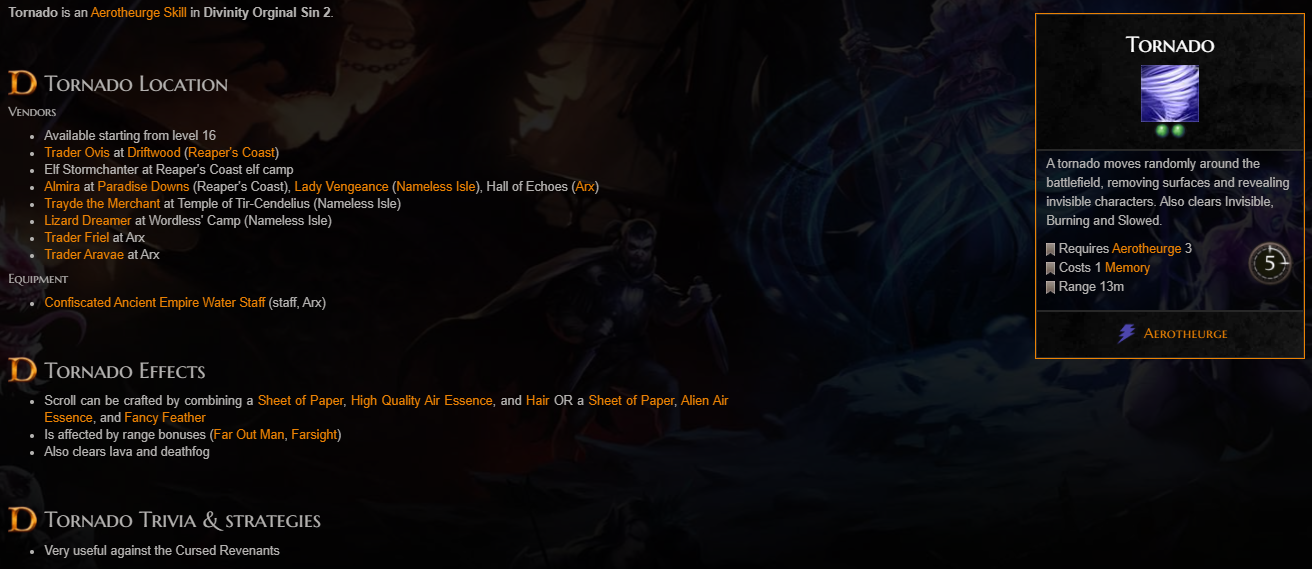 Tornado is an Aerotheurge Skill in Divinity Orginal Sin 2.
Tornado Location
Vendors
Available starting from level 16
Trader Ovis at Driftwood (Reaper's Coast)
Elf Stormchanter at Reaper's Coast elf camp
Almira at Paradise Downs (Reaper's Coast), Lady Vengeance (Nameless Isle), Hall of Echoes (Arx)
Trayde the Merchant at Temple of Tir-Cendelius (Nameless Isle)
Lizard Dreamer at Wordless' Camp (Nameless Isle)
Trader Friel at Arx
Trader Aravae at Arx
Equipment
Confiscated Ancient Empire Water Staff (staff, Arx)
Tornado Effects
Scroll can be crafted by combining a Sheet of Paper, High Quality Air Essence, and Hair OR a Sheet of Paper, Alien Air
Essence, and Fancy Feather
Is affected by range bonuses (Far Out Man, Farsight)
Also clears lava and deathfog
Tornado Trivia & strategies
Very useful against the Cursed Revenants
Tornado
A tornado moves randomly around the
battlefield, removing surfaces and revealing
invisible characters. Also clears Invisible,
Burning and Slowed.
Requires Aerotheurge 3
Costs 1 Memory
Range 13m
5
Aerotheurge